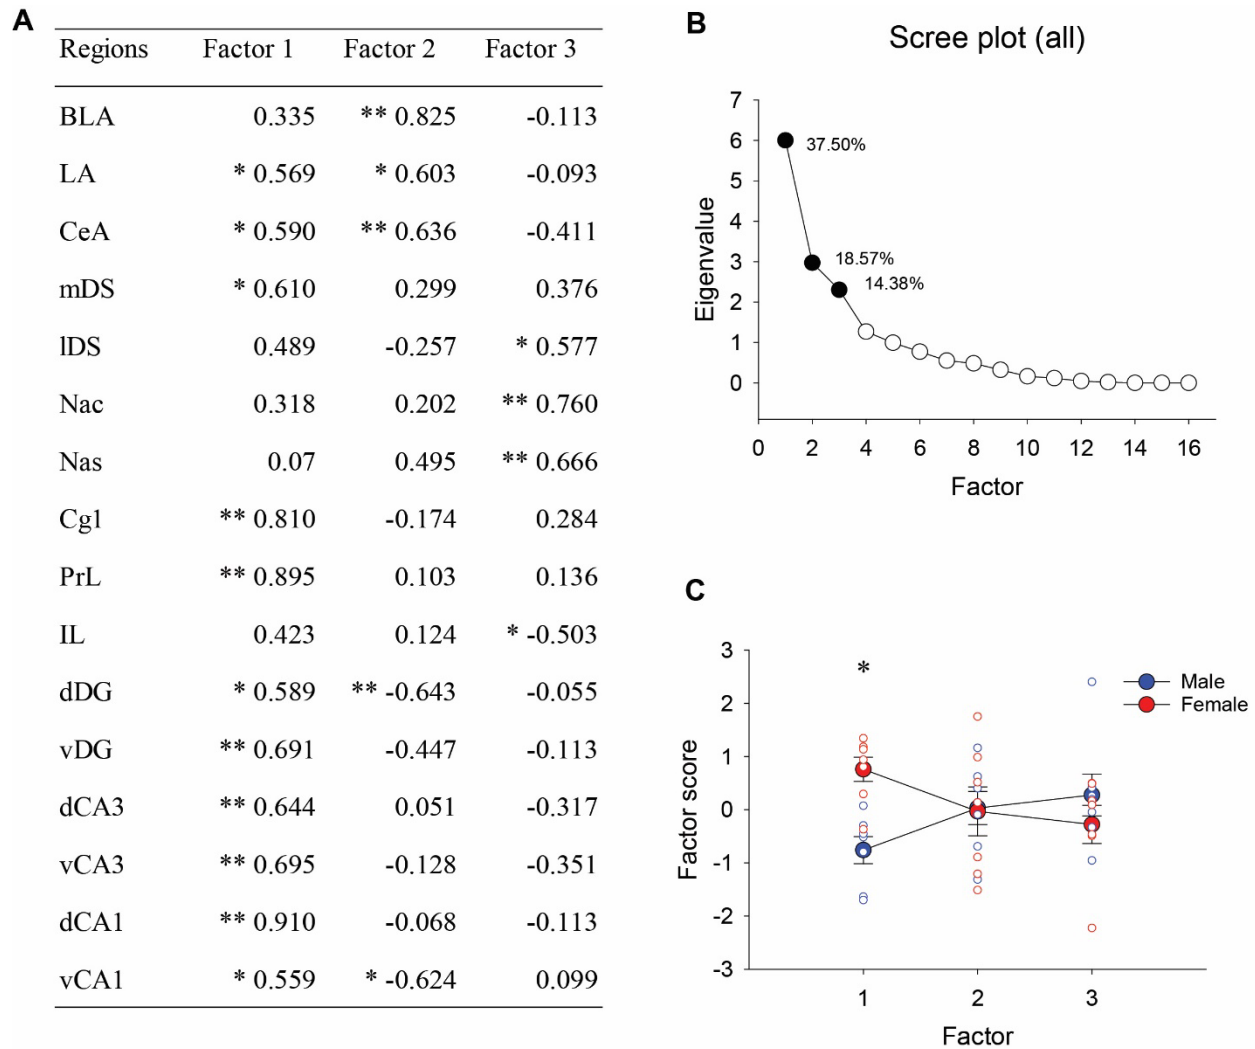 A
Regions Factor 1 Factor 2 Factor 3
BLA 0.335 ** 0.825 -0.113
LA * 0.569 * 0.603 -0.093
CeA * 0.590 ** 0.636 -0.411
mDS * 0.610 0.299 0.376
lDS 0.489 -0.257 * 0.577
Nac 0.318 0.202 ** 0.760
Nas 0.07 0.495 ** 0.666
Cg1 ** 0.810 -0.174 0.284
PrL ** 0.895 0.103 0.136
IL 0.423 0.124 * -0.503
dDG * 0.589 ** -0.643 -0.055
vDG ** 0.691 -0.447 -0.113
dCA3 ** 0.644 0.051 -0.317
vCA3 ** 0.695 -0.128 -0.351
dCA1 ** 0.910 -0.068 -0.113
vCA1 * 0.559 * -0.624 0.099
B
Scree plot (all)
Eigenvalue
7
6
5
4
3
2
1
0
37.50%
18.57%
14.38%
0 2 4 6 8 10 12 14 16
Factor
C
Factor score
3
2
1
0
-1
-2
-3
*
Male
Female
1 2 3
Factor